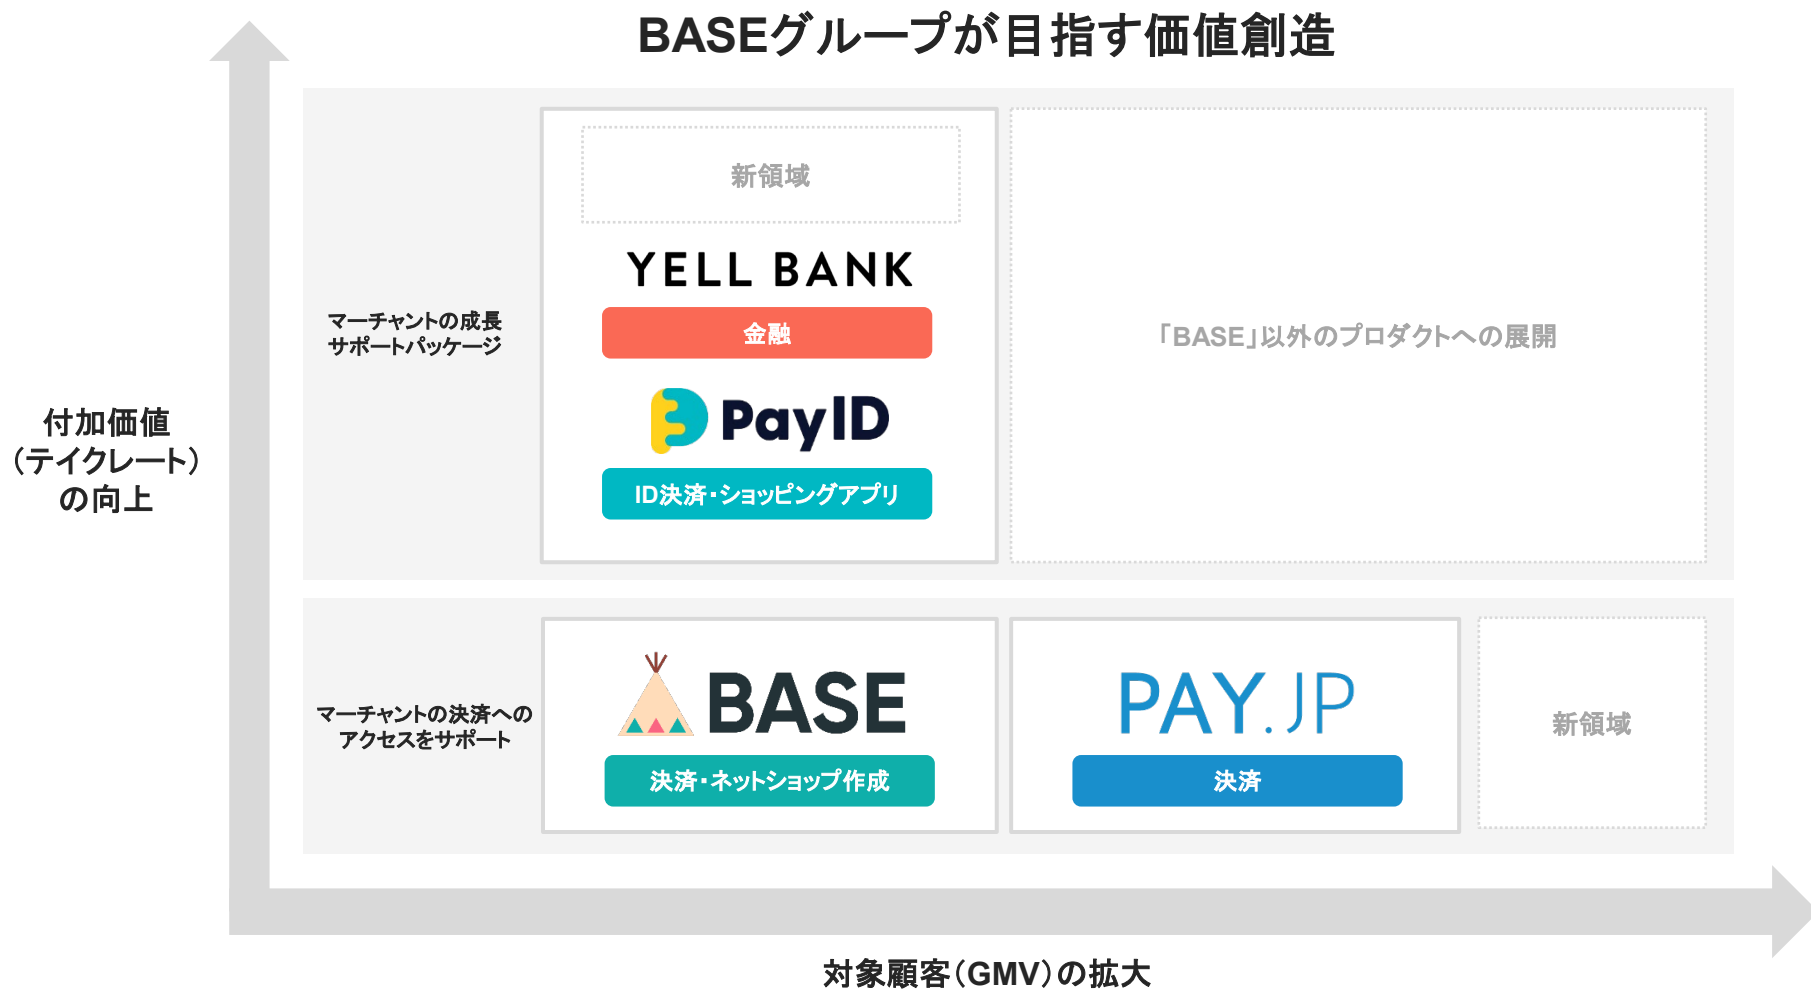 BASEグループが目指す価値創造
付加価値
（テイクレート）
の向上
マーチャントの成長
サポートパッケージ
新領域
YELL BANK
金融
PayID
ID決済・ショッピングアプリ
「BASE」以外のプロダクトへの展開
マーチャントの決済への
アクセスをサポート
BASE
決済・ネットショップ作成
PAY.JP
決済
新領域
対象顧客（GMV）の拡大